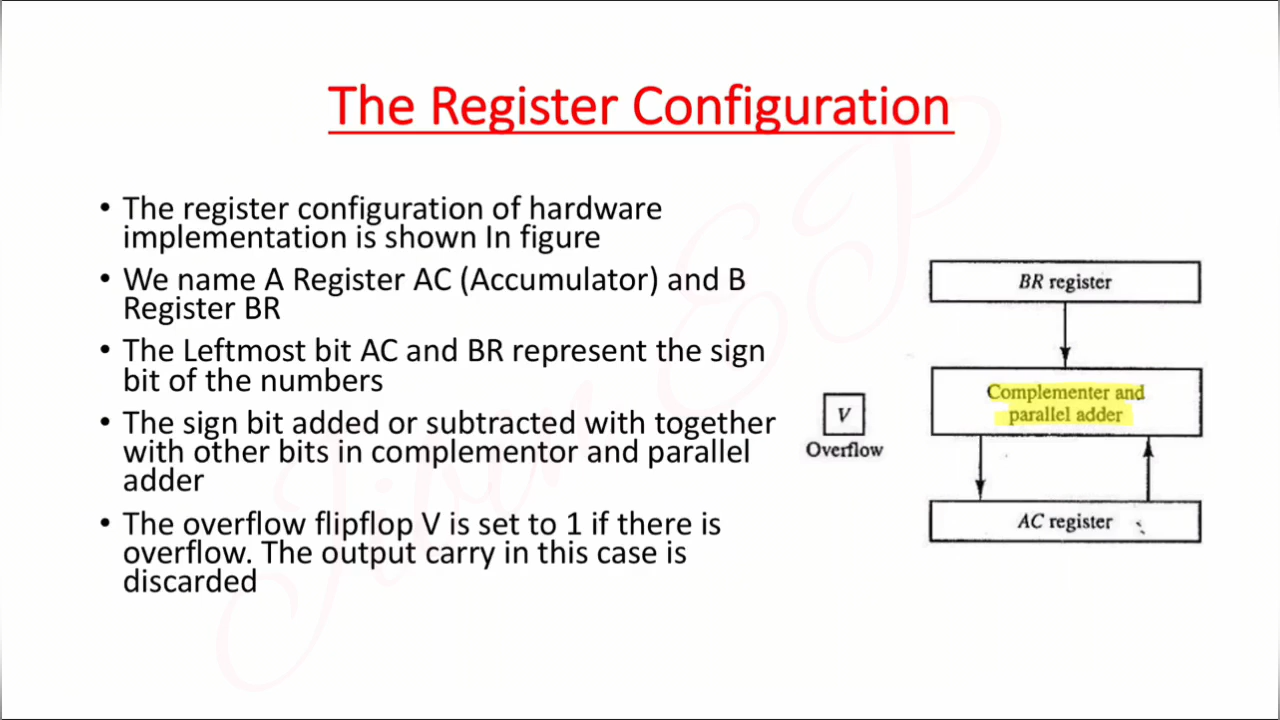 The Register Configuration
• The register configuration of hardware
implementation is shown In figure
• We name A Register AC (Accumulator) and B
Register BR
• The Leftmost bit AC and BR represent the sign
bit of the numbers
• The sign bit added or subtracted with together
with other bits in complementor and parallel
adder
• The overflow flipflop V is set to 1 if there is
overflow. The output carry in this case is
discarded
BR register
Complementer and
parallel adder
V
Overflow
AC register